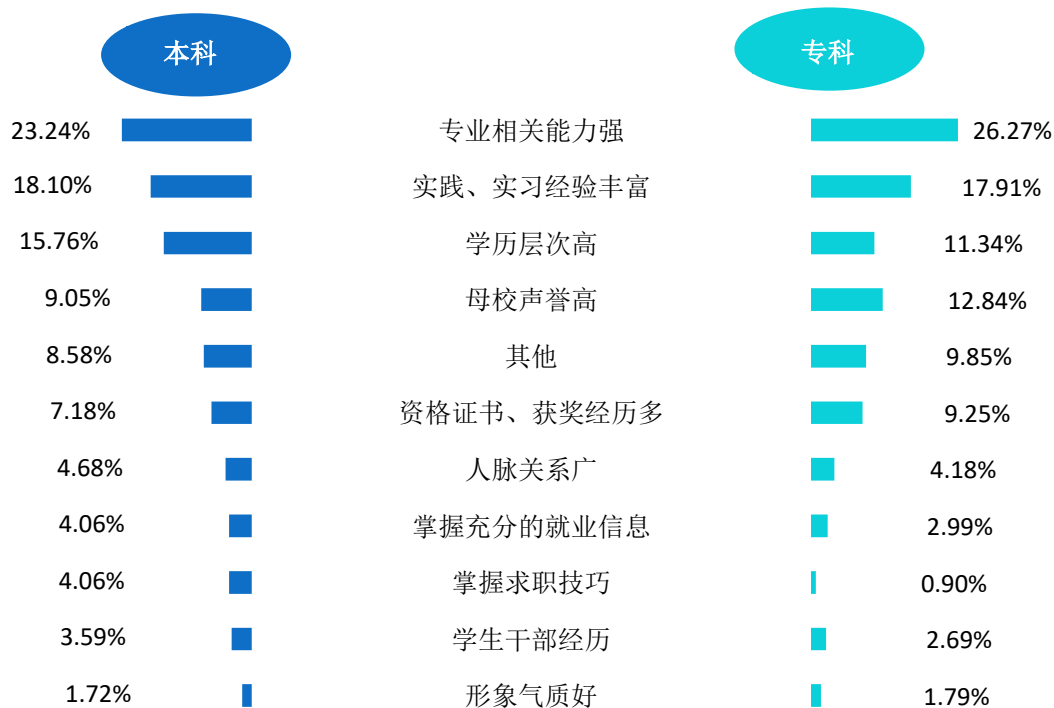 本科 专科
23.24% 专业相关能力强 26.27%
18.10% 实践、实习经验丰富 17.91%
15.76% 学历层次高 11.34%
9.05% 母校声誉高 12.84%
8.58% 其他 9.85%
7.18% 资格证书、获奖经历多 9.25%
4.68% 人脉关系广 4.18%
4.06% 掌握充分的就业信息 2.99%
4.06% 掌握求职技巧 0.90%
3.59% 学生干部经历 2.69%
1.72% 形象气质好 1.79%